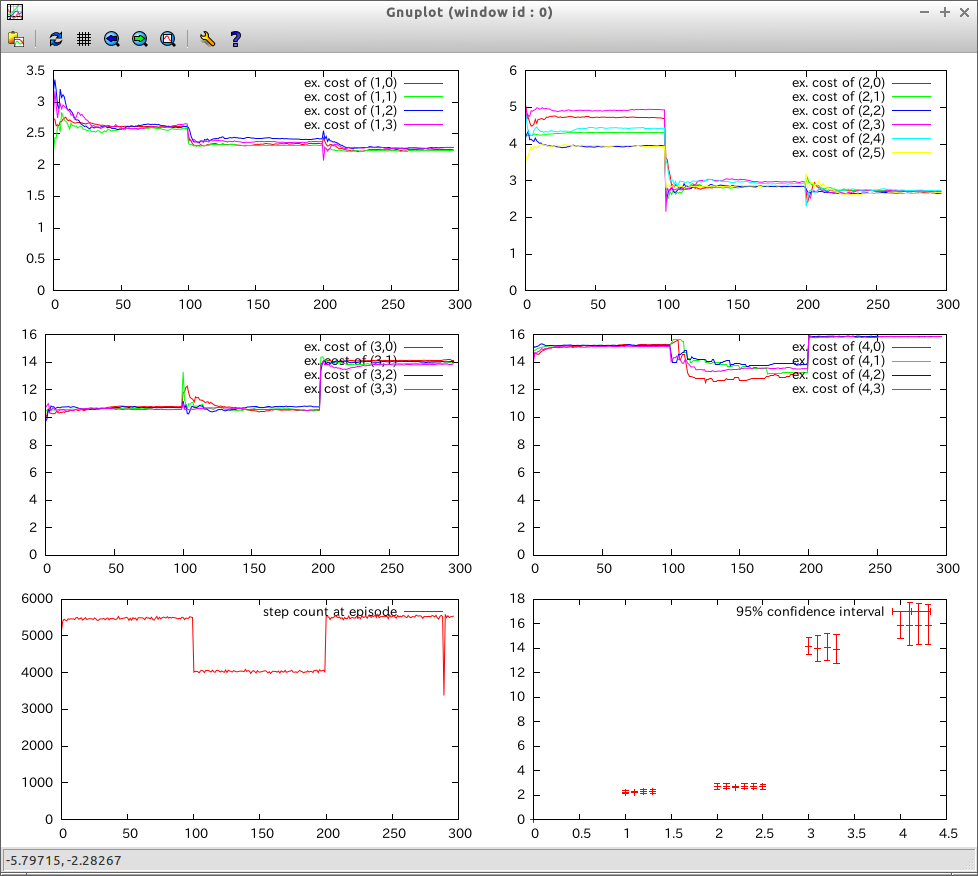 Gnuplot (window id : 0)
3.5
3
2.5
2
1.5
1
0.5
0
0 50 100 150 200 250 300
ex. cost of (1,0)
ex. cost of (1,1)
ex. cost of (1,2)
ex. cost of (1,3)
6
5
4
3
2
1
0
0 50 100 150 200 250 300
ex. cost of (2,0)
ex. cost of (2,1)
ex. cost of (2,2)
ex. cost of (2,3)
ex. cost of (2,4)
ex. cost of (2,5)
16
14
12
10
8
6
4
2
0
0 50 100 150 200 250 300
ex. cost of (3,0)
ex. cost of (3,1)
ex. cost of (3,2)
ex. cost of (3,3)
16
14
12
10
8
6
4
2
0
0 50 100 150 200 250 300
ex. cost of (4,0)
ex. cost of (4,1)
ex. cost of (4,2)
ex. cost of (4,3)
6000
5000
4000
3000
2000
1000
0
0 50 100 150 200 250 300
step count at episode
18
16
14
12
10
8
6
4
2
0
0 0.5 1 1.5 2 2.5 3 3.5 4 4.5
95% confidence interval
-5.79715, -2.28267